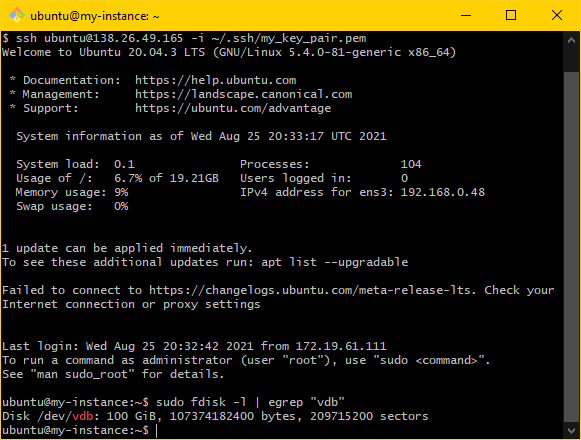 ubuntu@my-instance: ~
$ ssh ubuntu@138.26.49.165 -i ~/.ssh/my_key_pair.pem
Welcome to Ubuntu 20.04.3 LTS (GNU/Linux 5.4.0-81-generic x86_64)
* Documentation:  https://help.ubuntu.com
* Management:     https://landscape.canonical.com
* Support:        https://ubuntu.com/advantage
System information as of Wed Aug 25 20:33:17 UTC 2021
System load:  0.1               Processes:             104
Usage of /:   6.7% of 19.21GB   Users logged in:       0
Memory usage: 9%                IPv4 address for ens3: 192.168.0.48
Swap usage:   0%
1 update can be applied immediately.
To see these additional updates run: apt list --upgradable
Failed to connect to https://changelogs.ubuntu.com/meta-release-lts. Check your
Internet connection or proxy settings
Last login: Wed Aug 25 20:32:42 2021 from 172.19.61.111
To run a command as administrator (user "root"), use "sudo <command>".
See "man sudo_root" for details.
ubuntu@my-instance:~$ sudo fdisk -l | egrep "vdb"
Disk /dev/vdb: 100 GiB, 107374182400 bytes, 209715200 sectors
ubuntu@my-instance:~$